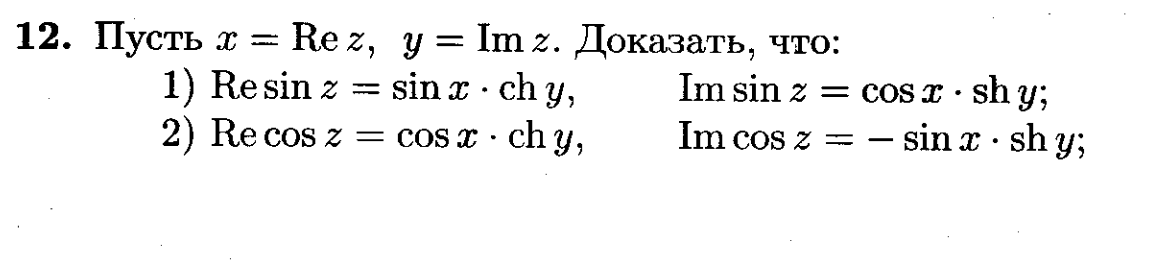 12. Пусть x = Re z, y = Im z. Доказать, что:
1) Re sin z = sin x · ch y, Im sin z = cos x · sh y;
2) Re cos z = cos x · ch y, Im cos z = − sin x · sh y;